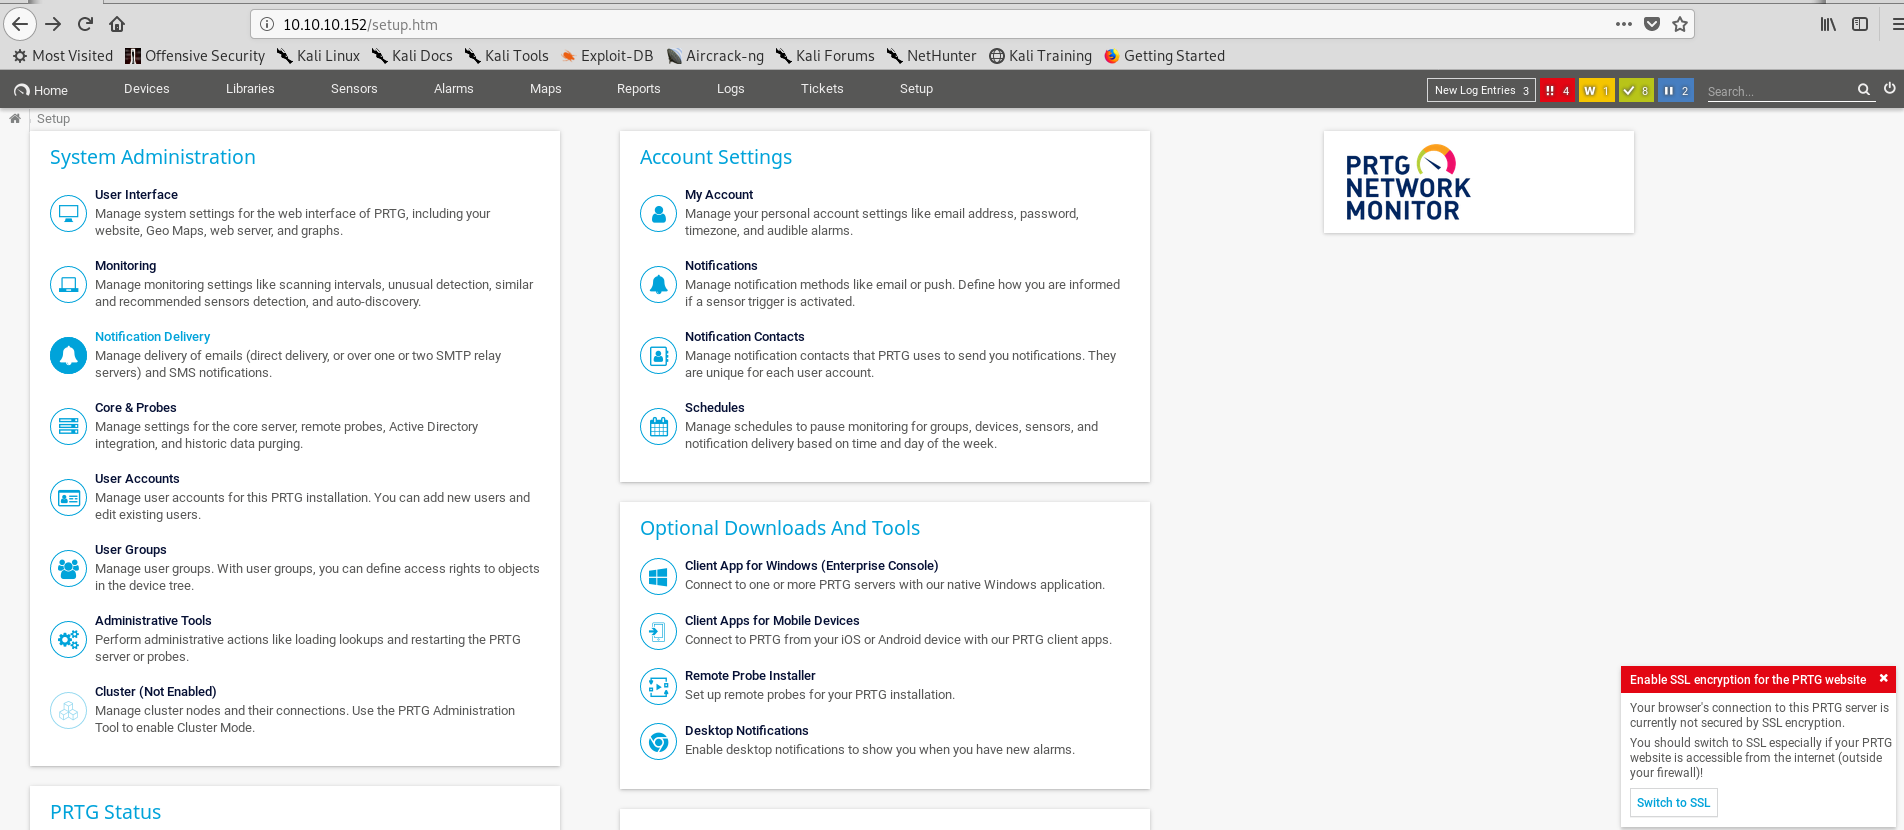 10.10.10.152/setup.htm
Most Visited Offensive Security Kali Linux Kali Docs Kali Tools Exploit-DB Aircrack-ng Kali Forums NetHunter Kali Training Getting Started
Home Devices Libraries Sensors Alarms Maps Reports Logs Tickets Setup New Log Entries 3 !! 4 W 1 8 2 Search...
Setup
System Administration
User Interface
Manage system settings for the web interface of PRTG, including your
website, Geo Maps, web server, and graphs.
Monitoring
Manage monitoring settings like scanning intervals, unusual detection, similar
and recommended sensors detection, and auto-discovery.
Notification Delivery
Manage delivery of emails (direct delivery, or over one or two SMTP relay
servers) and SMS notifications.
Core & Probes
Manage settings for the core server, remote probes, Active Directory
integration, and historic data purging.
User Accounts
Manage user accounts for this PRTG installation. You can add new users and
edit existing users.
User Groups
Manage user groups. With user groups, you can define access rights to objects
in the device tree.
Administrative Tools
Perform administrative actions like loading lookups and restarting the PRTG
server or probes.
Cluster (Not Enabled)
Manage cluster nodes and their connections. Use the PRTG Administration
Tool to enable Cluster Mode.
PRTG Status
Account Settings
My Account
Manage your personal account settings like email address, password,
timezone, and audible alarms.
Notifications
Manage notification methods like email or push. Define how you are informed
if a sensor trigger is activated.
Notification Contacts
Manage notification contacts that PRTG uses to send you notifications. They
are unique for each user account.
Schedules
Manage schedules to pause monitoring for groups, devices, sensors, and
notification delivery based on time and day of the week.
Optional Downloads And Tools
Client App for Windows (Enterprise Console)
Connect to one or more PRTG servers with our native Windows application.
Client Apps for Mobile Devices
Connect to PRTG from your iOS or Android device with our PRTG client apps.
Remote Probe Installer
Set up remote probes for your PRTG installation.
Desktop Notifications
Enable desktop notifications to show you when you have new alarms.
PRTG
NETWORK
MONITOR
Enable SSL encryption for the PRTG website
Your browser's connection to this PRTG server is
currently not secured by SSL encryption.
You should switch to SSL especially if your PRTG
website is accessible from the internet (outside
your firewall)!
Switch to SSL